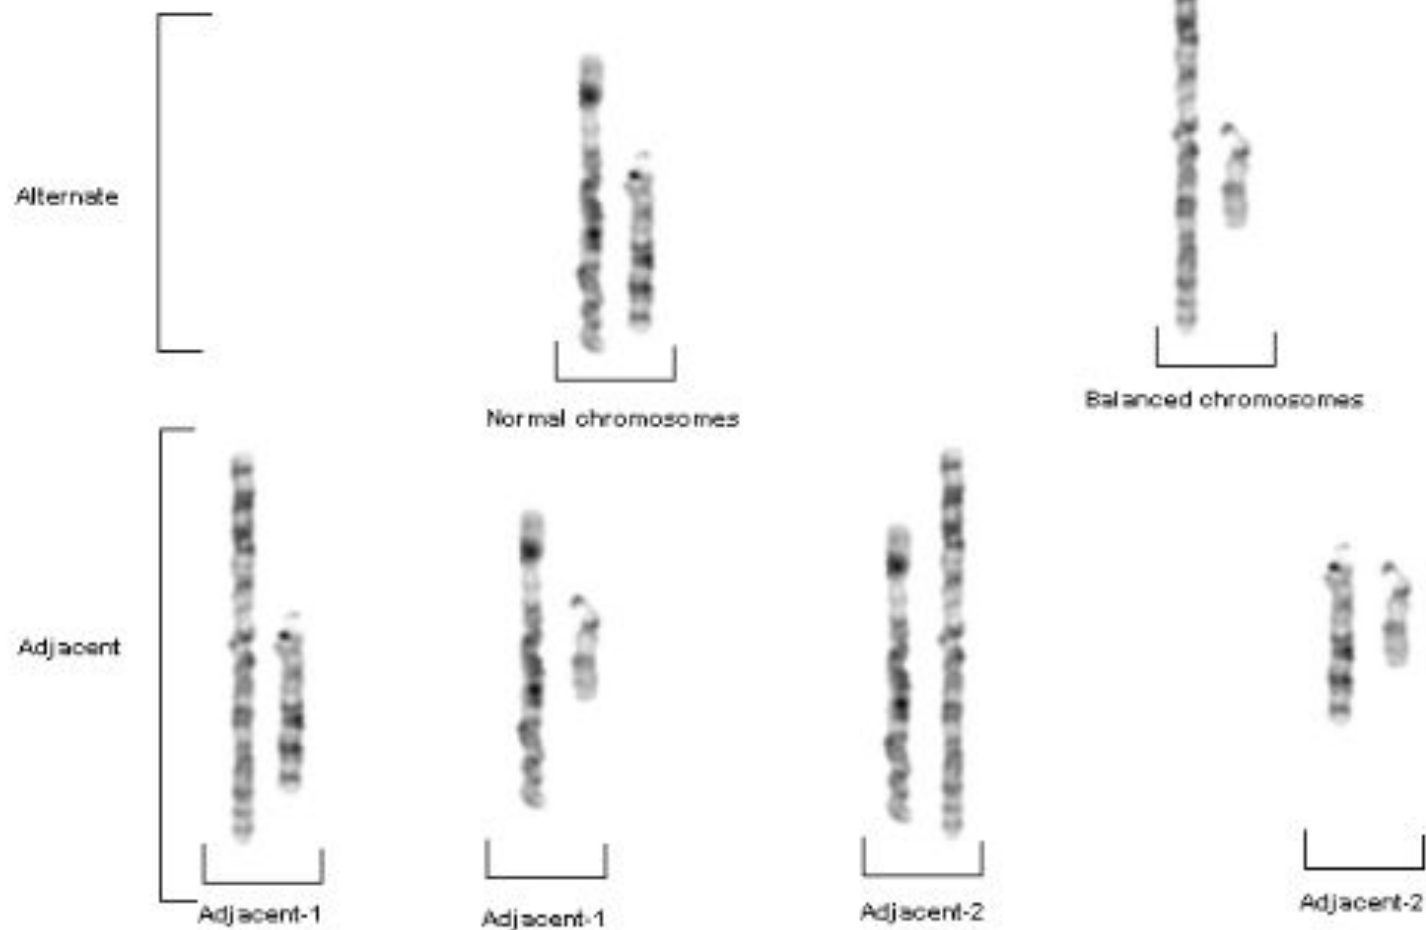 Alternate
Normal chromosomes
Balanced chromosomes
Adjacent
Adjacent-1
Adjacent-1
Adjacent-2
Adjacent-2